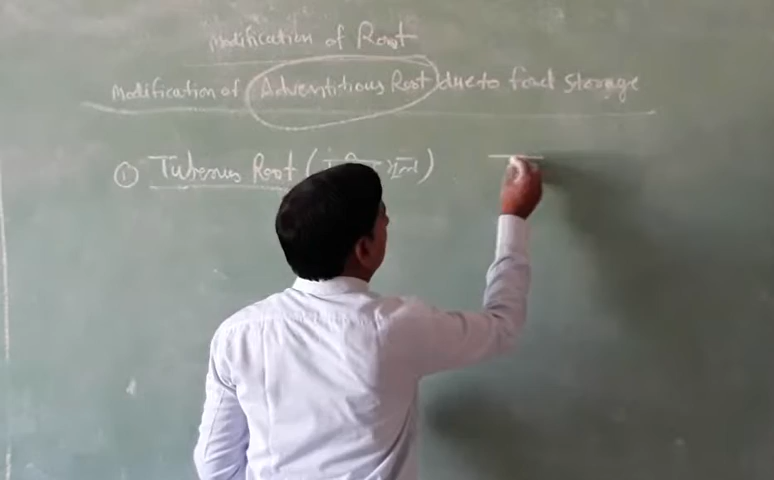 Modification of Root
Modification of Adventitious Root due to food storage
① Tuberous Root (